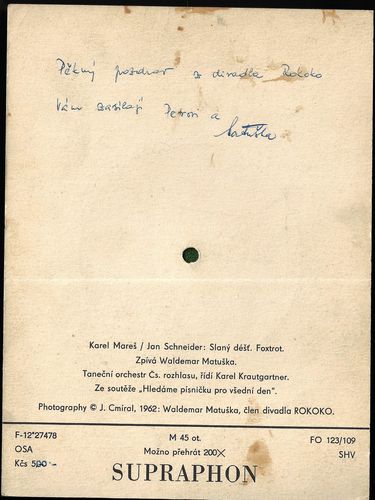 Pěkný pozdrav z divadla Rokoko
Vám zasílají Petrovi a
Matuška
Karel Mareš / Jan Schneider: Slaný déšť. Foxtrot.
Zpívá Waldemar Matuška.
Taneční orchestr Čs. rozhlasu, řídí Karel Krautgartner.
Ze soutěže „Hledáme písničku pro všední den".
Photography © J. Cmíral, 1962: Waldemar Matuška, člen divadla ROKOKO.
F-12*27478 M 45 ot. FO 123/109
OSA Možno přehrát 200X SHV
Kčs
SUPRAPHON